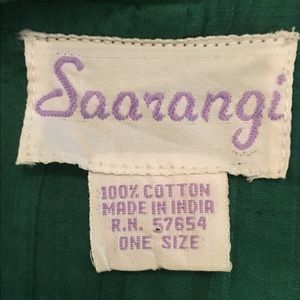 Saarangi
100% COTTON
MADE IN INDIA
R.N. 57654
ONE SIZE